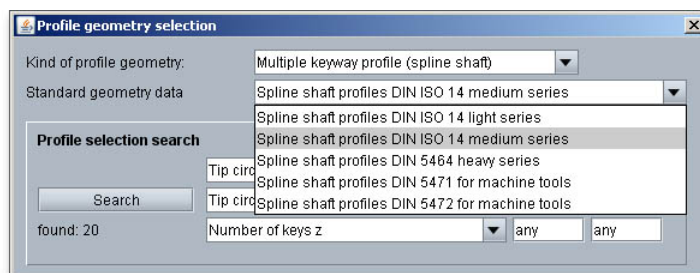 Profile geometry selection
Kind of profile geometry: Multiple keyway profile (spline shaft)
Standard geometry data Spline shaft profiles DIN ISO 14 medium series
Spline shaft profiles DIN ISO 14 light series
Profile selection search Spline shaft profiles DIN ISO 14 medium series
Spline shaft profiles DIN 5464 heavy series
Tip circ
Spline shaft profiles DIN 5471 for machine tools
Search Tip circ Spline shaft profiles DIN 5472 for machine tools
found: 20 Number of keys z any any